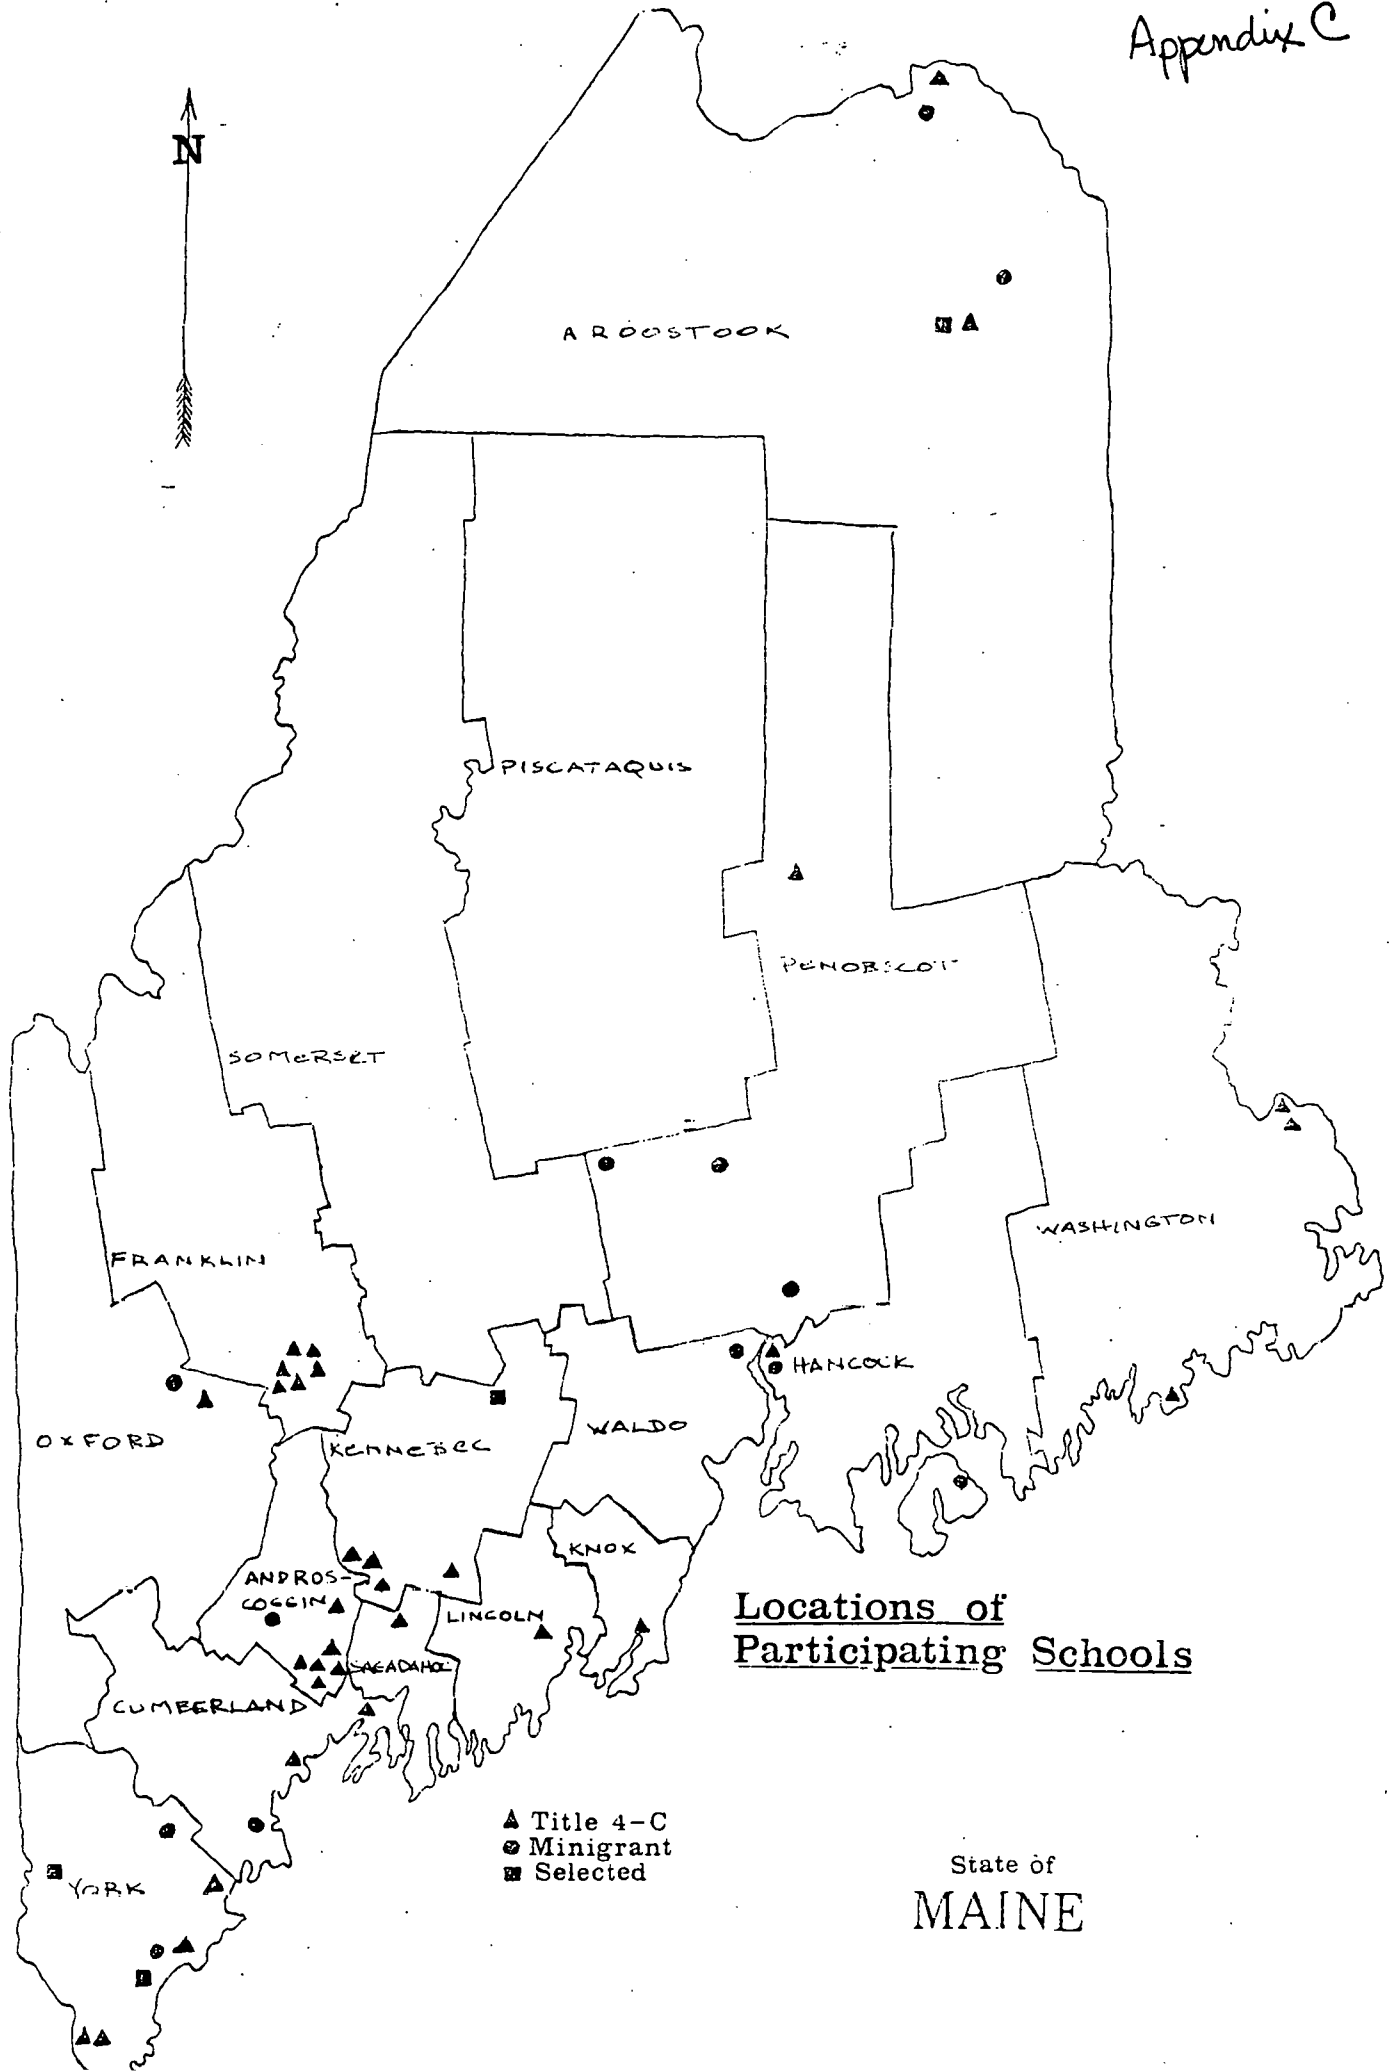 Appendix C
N
AROOSTOOK
PISCATAQUIS
PENOBSCOT
SOMERSET
WASHINGTON
FRANKLIN
HANCOCK
OXFORD
KENNEBEC
WALDO
KNOX
ANDROS-
COGGIN
LINCOLN
SAGADAHOC
CUMBERLAND
YORK
Locations of
Participating Schools
Title 4-C
Minigrant
Selected
State of
MAINE